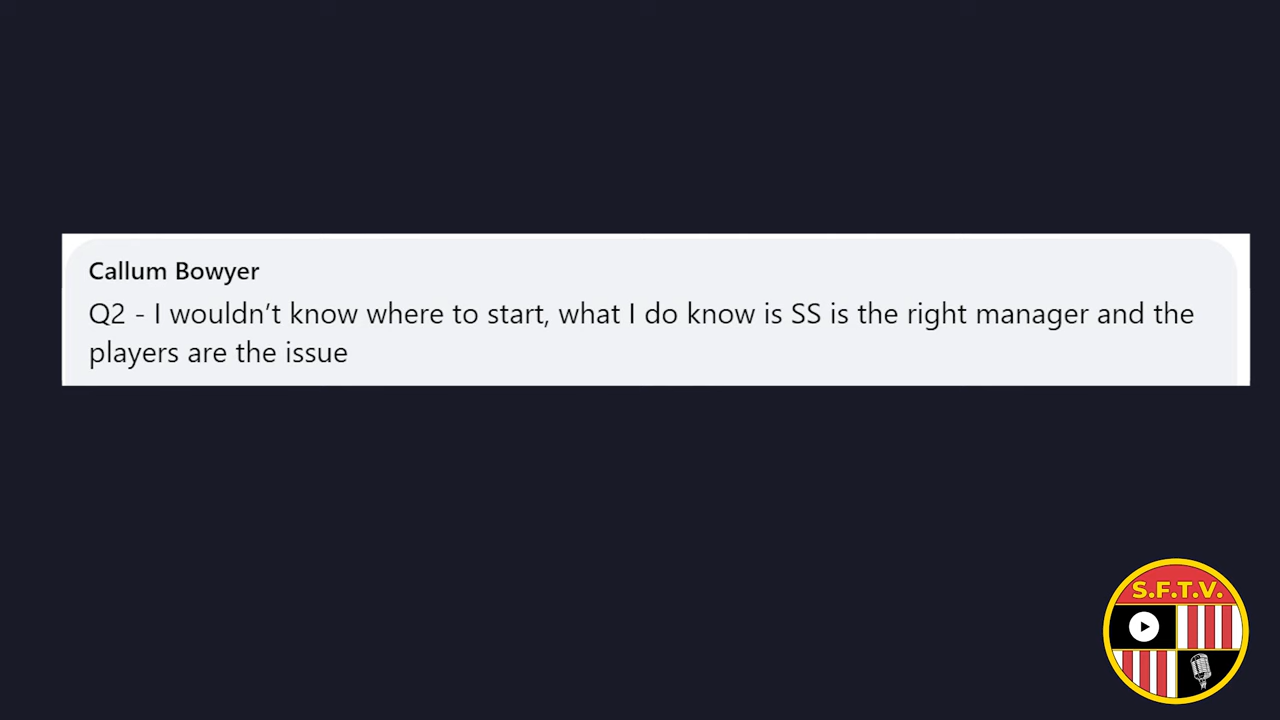 Callum Bowyer
Q2 - I wouldn’t know where to start, what I do know is SS is the right manager and the
players are the issue
S.F.T.V.